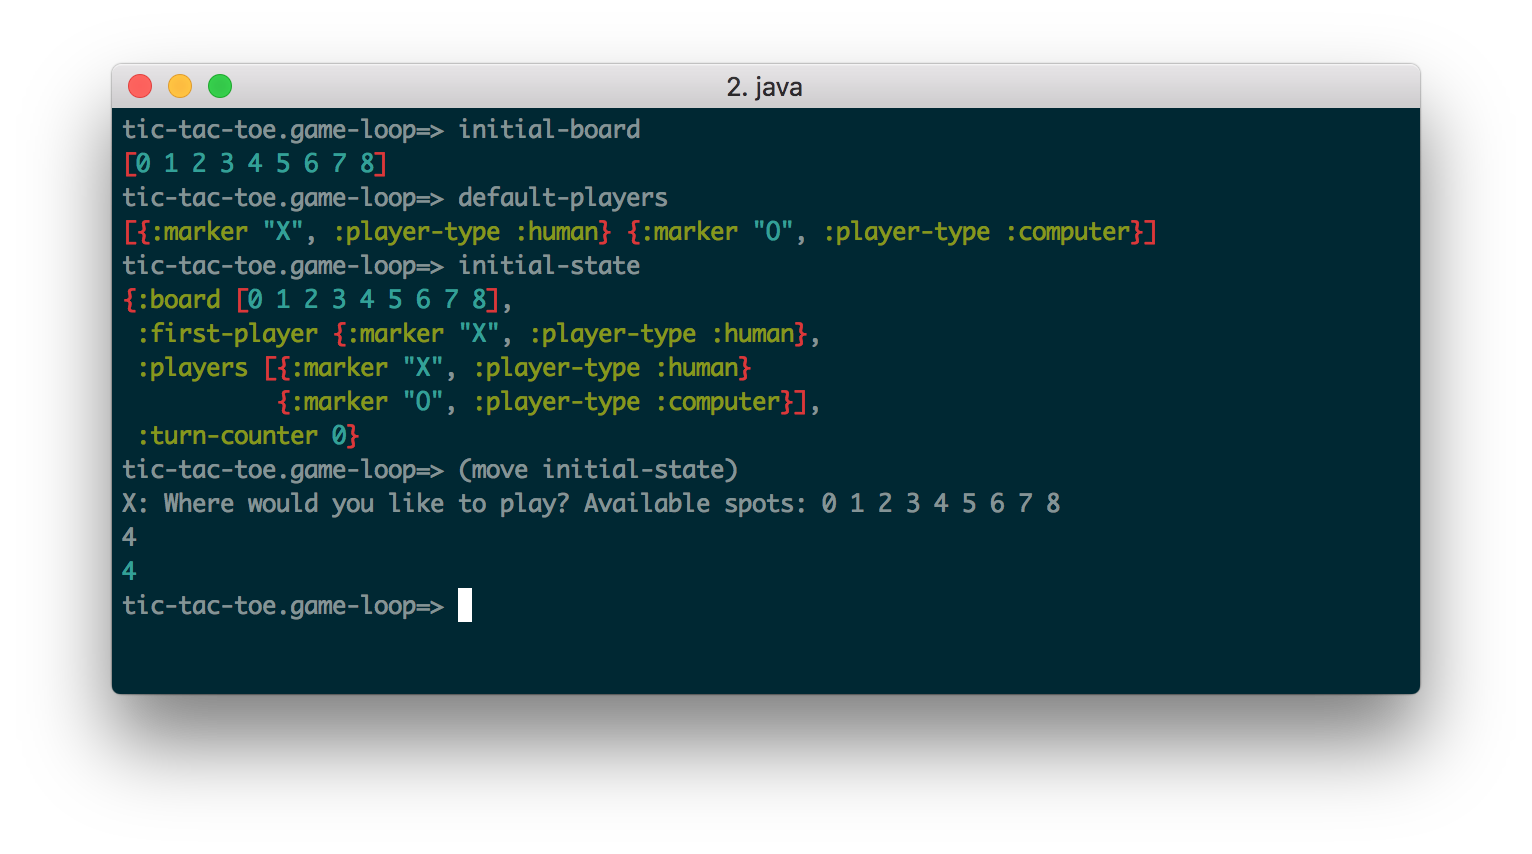 2. java
tic-tac-toe.game-loop=> initial-board
[0 1 2 3 4 5 6 7 8]
tic-tac-toe.game-loop=> default-players
[{:marker "X", :player-type :human} {:marker "O", :player-type :computer}]
tic-tac-toe.game-loop=> initial-state
{:board [0 1 2 3 4 5 6 7 8],
 :first-player {:marker "X", :player-type :human},
 :players [{:marker "X", :player-type :human}
           {:marker "O", :player-type :computer}],
 :turn-counter 0}
tic-tac-toe.game-loop=> (move initial-state)
X: Where would you like to play? Available spots: 0 1 2 3 4 5 6 7 8
4
4
tic-tac-toe.game-loop=>